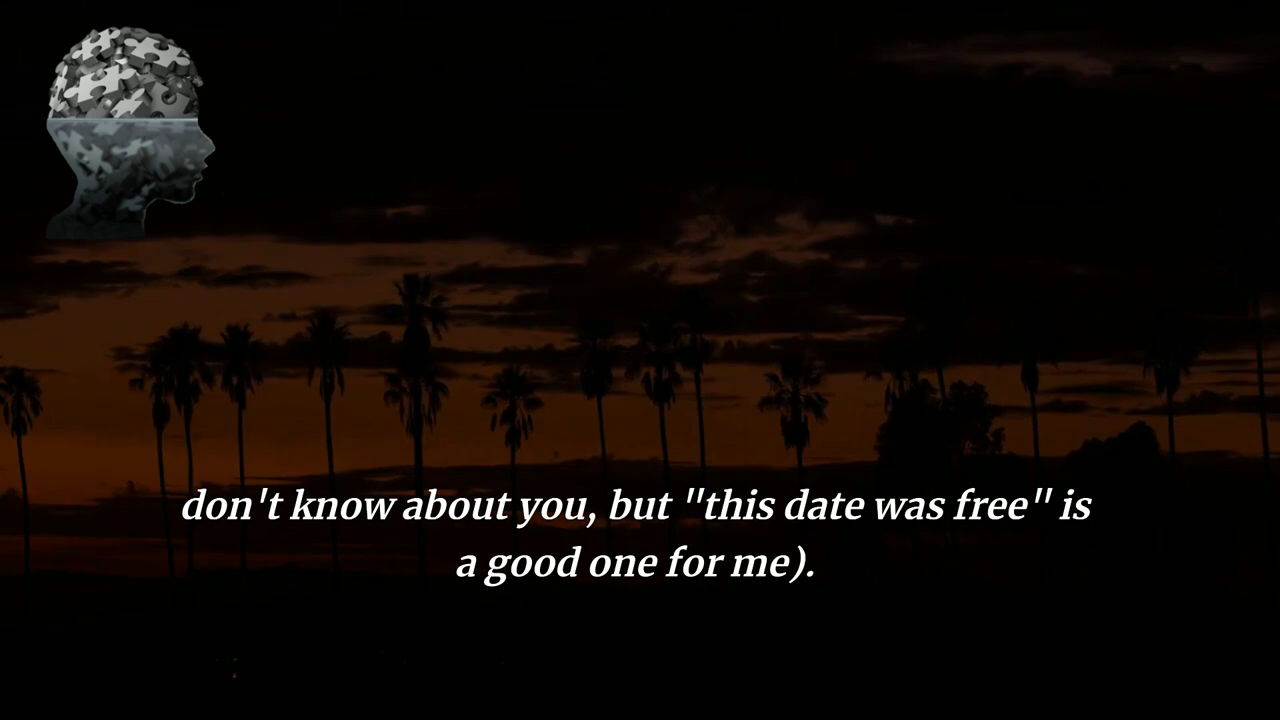 don't know about you, but "this date was free" is
a good one for me).